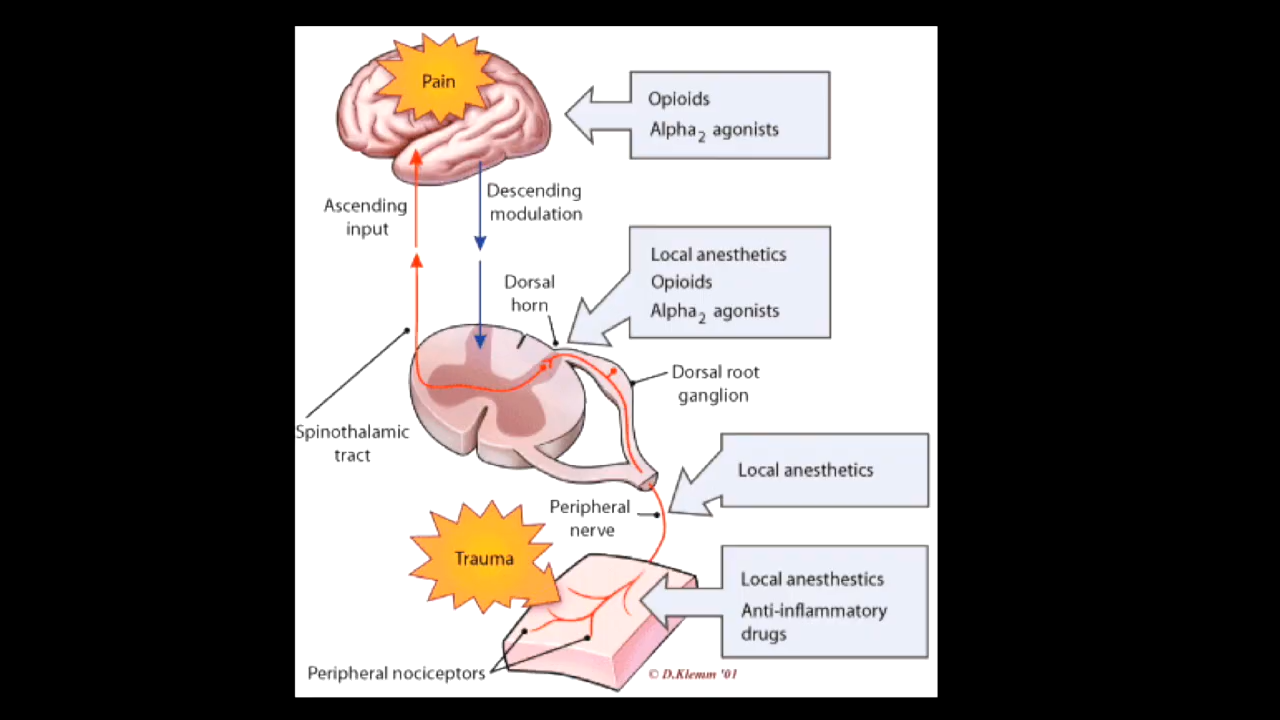 Pain
Opioids
Alpha2 agonists
Ascending
input
Descending
modulation
Local anesthetics
Opioids
Alpha2 agonists
Dorsal
horn
Dorsal root
ganglion
Spinothalamic
tract
Local anesthetics
Peripheral
nerve
Trauma
Local anesthestics
Anti-inflammatory
drugs
Peripheral nociceptors
© D.Klemm '01